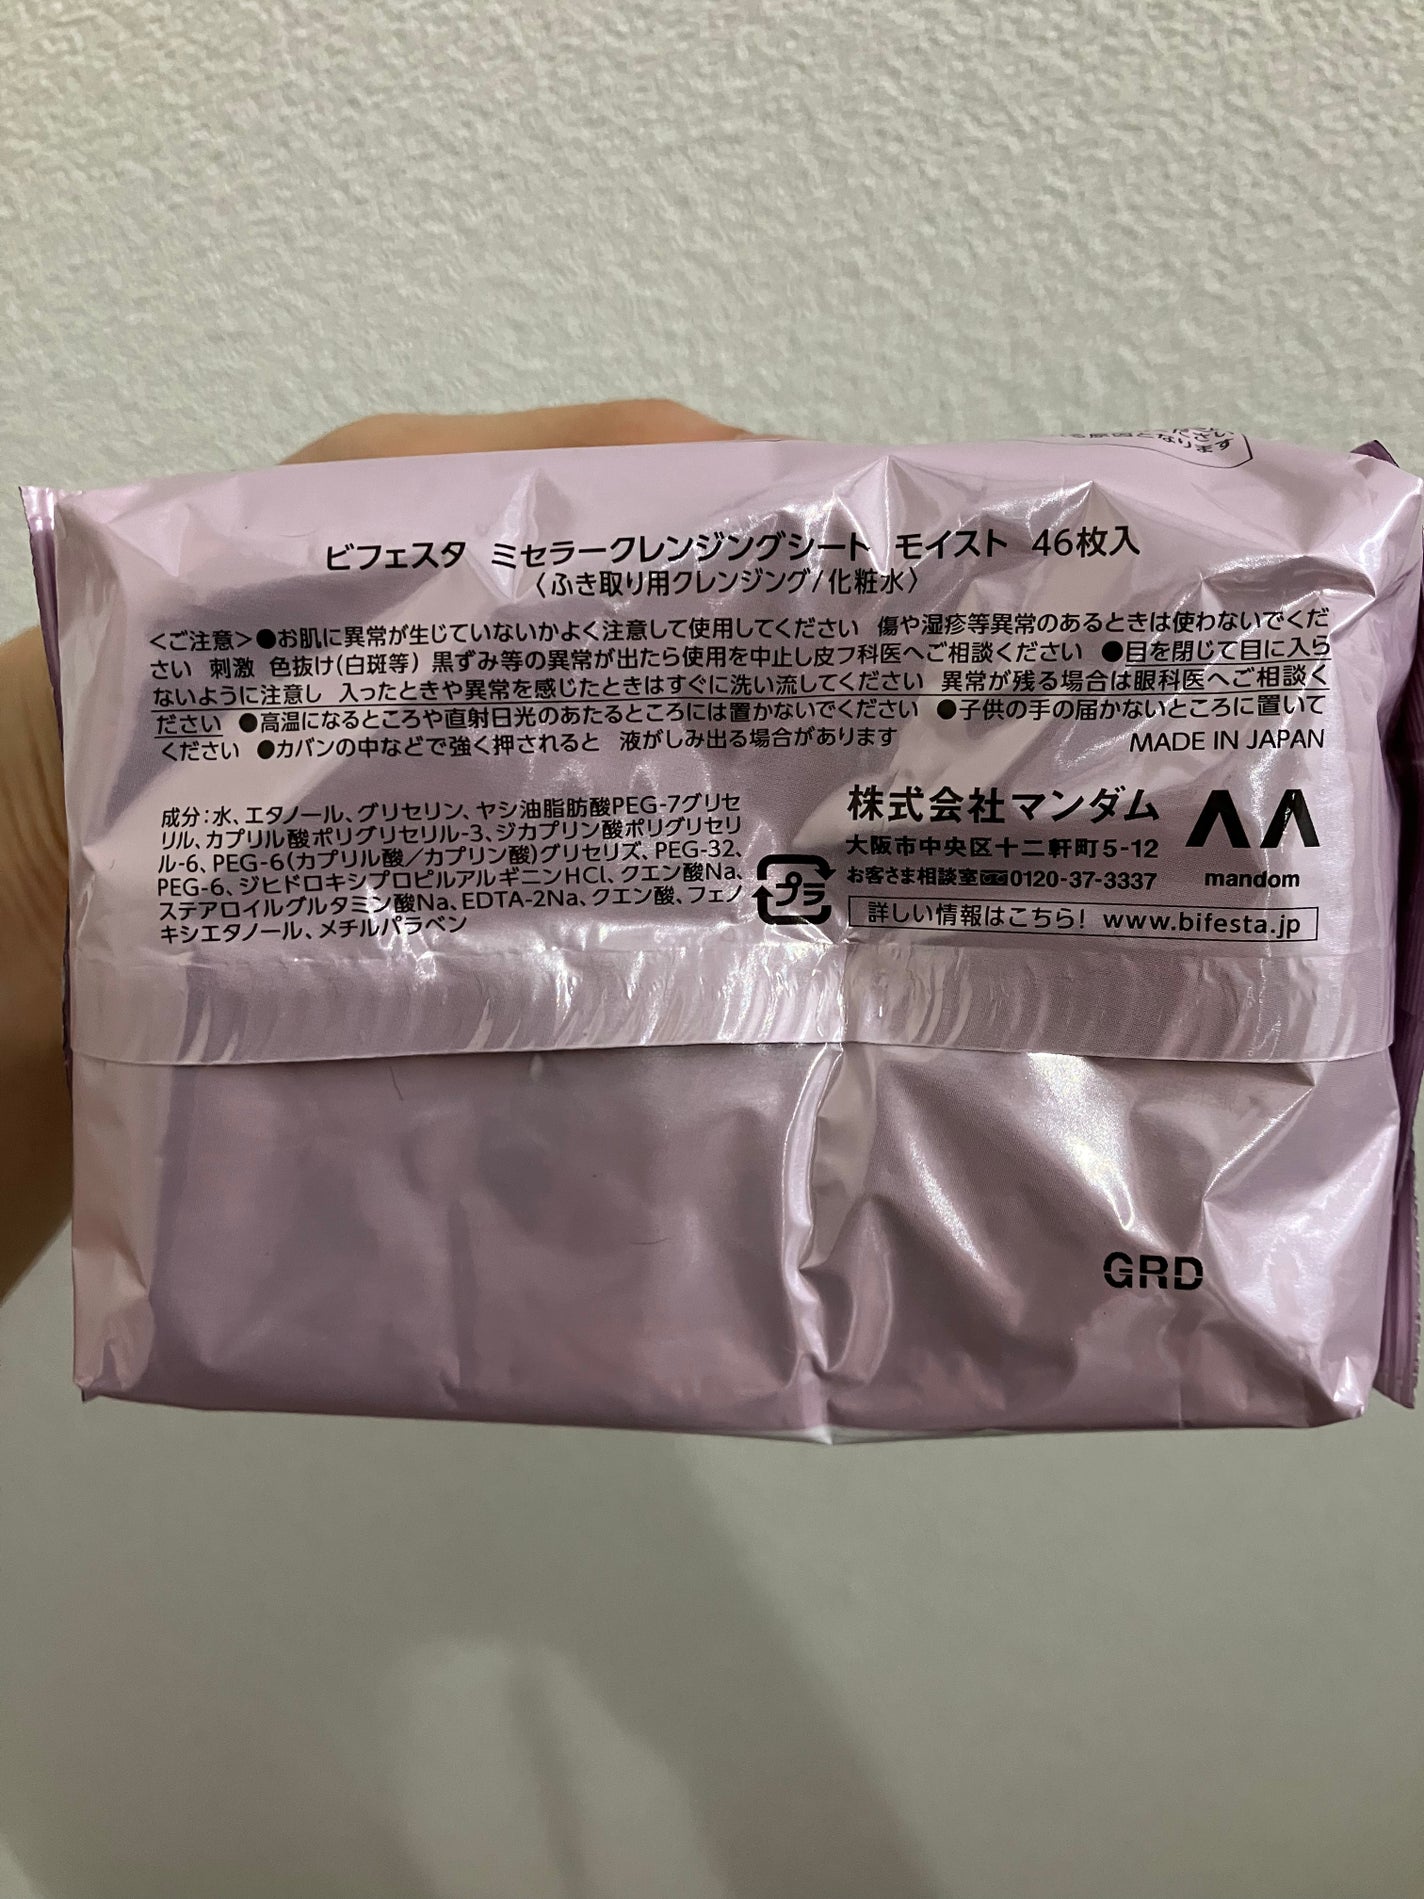 となります
ビフェスタ ミセラークレンジングシート モイスト 46枚入
〈ふき取り用クレンジング/化粧水〉
<ご注意>●お肌に異常が生じていないかよく注意して使用してください 傷や湿疹等異常のあるときは使わないでくだ
さい 刺激 色抜け(白斑等) 黒ずみ等の異常が出たら使用を中止し皮フ科医へご相談ください ●目を閉じて目に入ら
ないように注意し 入ったときや異常を感じたときはすぐに洗い流してください 異常が残る場合は眼科医へご相談く
ださい ●高温になるところや直射日光のあたるところには置かないでください ●子供の手の届かないところに置いて
ください ●カバンの中などで強く押されると 液がしみ出る場合があります
MADE IN JAPAN
成分:水、エタノール、グリセリン、ヤシ油脂肪酸PEG-7グリセ
リル、カプリル酸ポリグリセリル-3、ジカプリン酸ポリグリセリ
ル-6、PEG-6(カプリル酸/カプリン酸)グリセリズ、PEG-32、
PEG-6、ジヒドロキシプロピルアルギニンHCl、クエン酸Na、
ステアロイルグルタミン酸Na、EDTA-2Na、クエン酸、フェノ
キシエタノール、メチルパラベン
プラ
株式会社マンダム
大阪市中央区十二軒町5-12
お客さま相談室0120-37-3337
mandom
詳しい情報はこちら! www.bifesta.jp
GRD